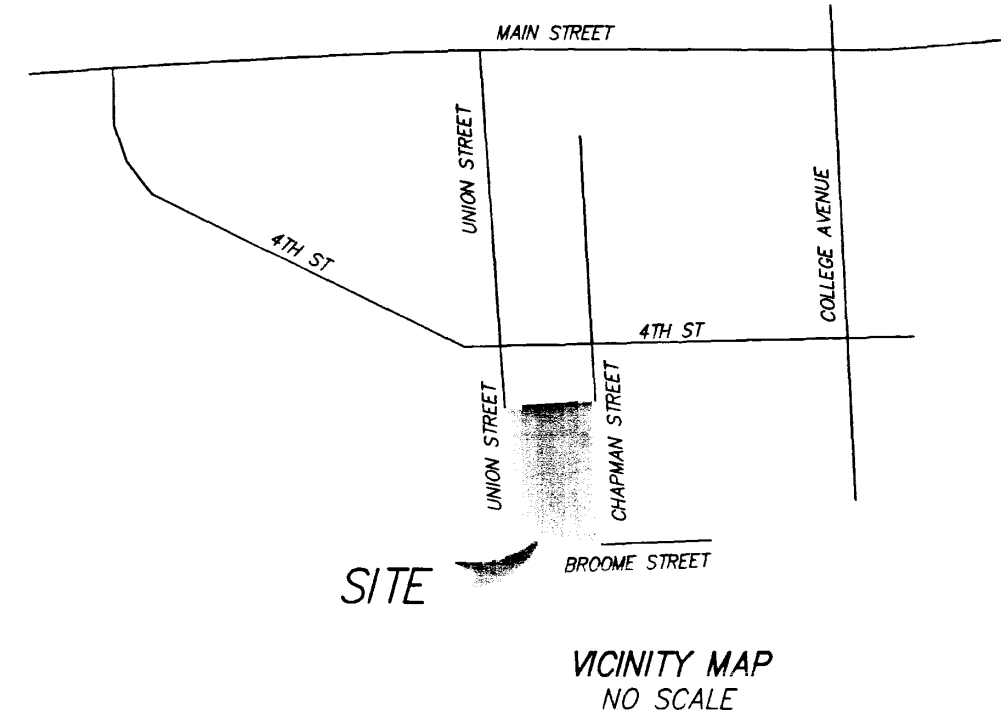 MAIN STREET
UNION STREET
COLLEGE AVENUE
4TH ST
4TH ST
UNION STREET
CHAPMAN STREET
BROOME STREET
SITE
VICINITY MAP
NO SCALE